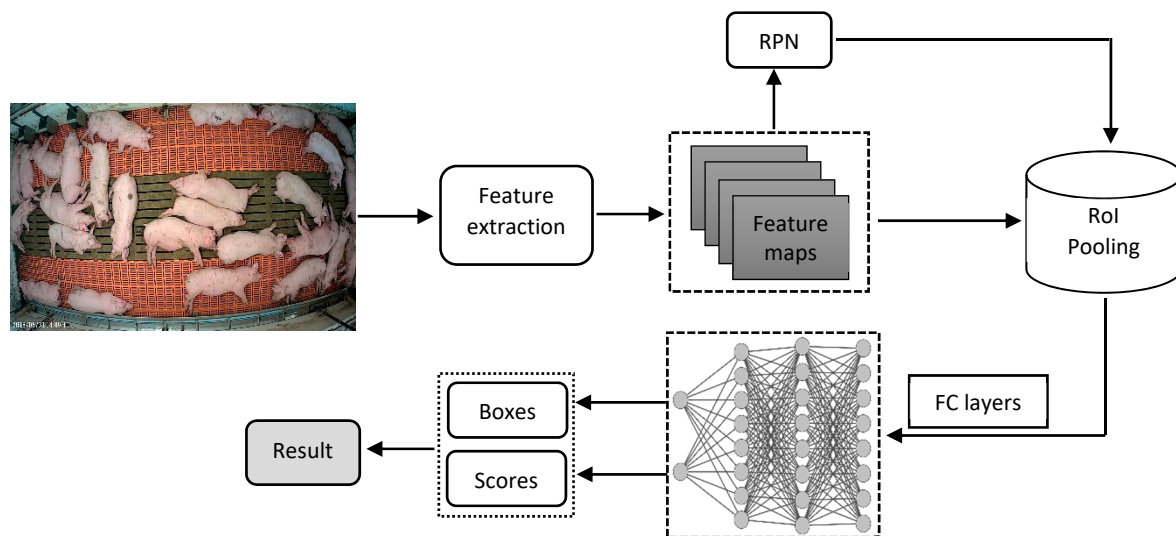 RPN
Feature
extraction
Feature
maps
RoI
Pooling
FC layers
Boxes
Scores
Result